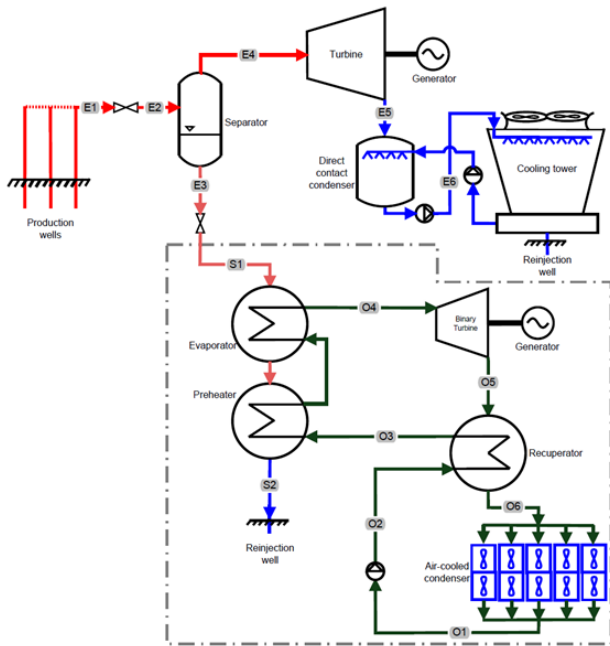 E4
Turbine
Generator
E1
E2
Separator
E5
Direct
contact
condenser
E6
Cooling tower
E3
Production
wells
Reinjection
well
S1
O4
Binary
Turbine
Generator
Evaporator
Preheater
O5
O3
Recuperator
S2
O2
O6
Reinjection
well
Air-cooled
condenser
O1